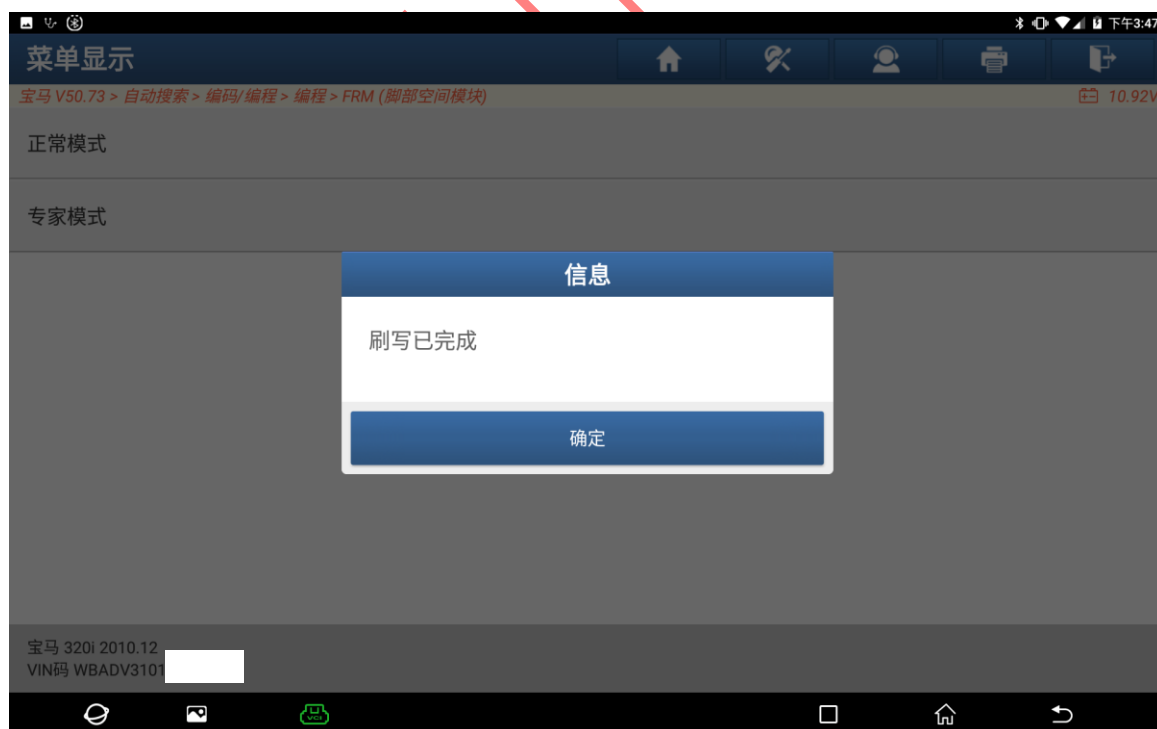 下午3:47
菜单显示
宝马 V50.73 > 自动搜索 > 编码/编程 > 编程 > FRM (脚部空间模块)
10.92V
正常模式
专家模式
信息
刷写已完成
确定
宝马 320i 2010.12
VIN码 WBADV3101
VCI